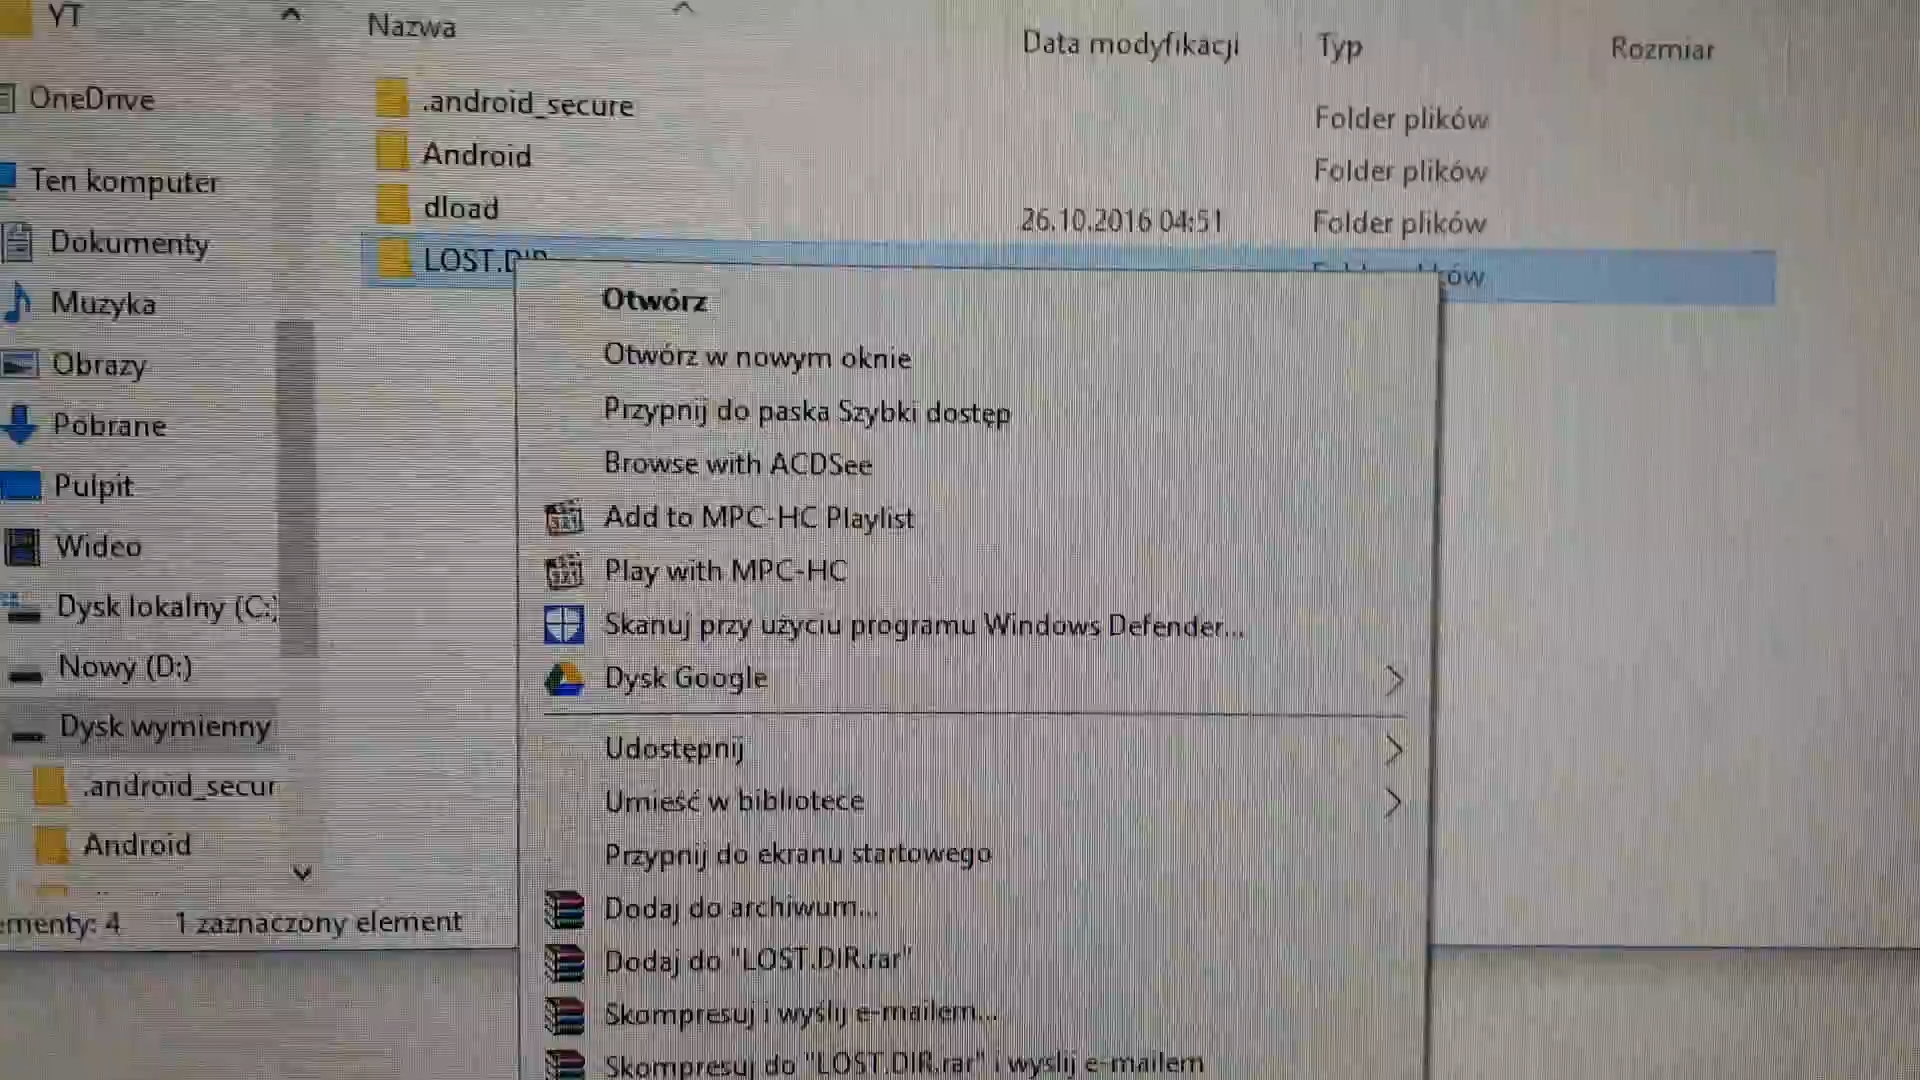 YT
OneDrive
Ten komputer
Dokumenty
Muzyka
Obrazy
Pobrane
Pulpit
Wideo
Dysk lokalny (C:)
Nowy (D:)
Dysk wymienny
.android_secur
Android
ementy: 4 1 zaznaczony element
Nazwa Data modyfikacji Typ Rozmiar
.android_secure Folder plików
Android Folder plików
dload 26.10.2016 04:51 Folder plików
LOST.DIR
Otwórz
Otwórz w nowym oknie
Przypnij do paska Szybki dostęp
Browse with ACDSee
Add to MPC-HC Playlist
Play with MPC-HC
Skanuj przy użyciu programu Windows Defender...
Dysk Google
Udostępnij
Umieść w bibliotece
Przypnij do ekranu startowego
Dodaj do archiwum...
Dodaj do "LOST.DIR.rar"
Skompresuj i wyślij e-mailem...
Skompresuj do "LOST.DIR.rar" i wyślij e-mailem